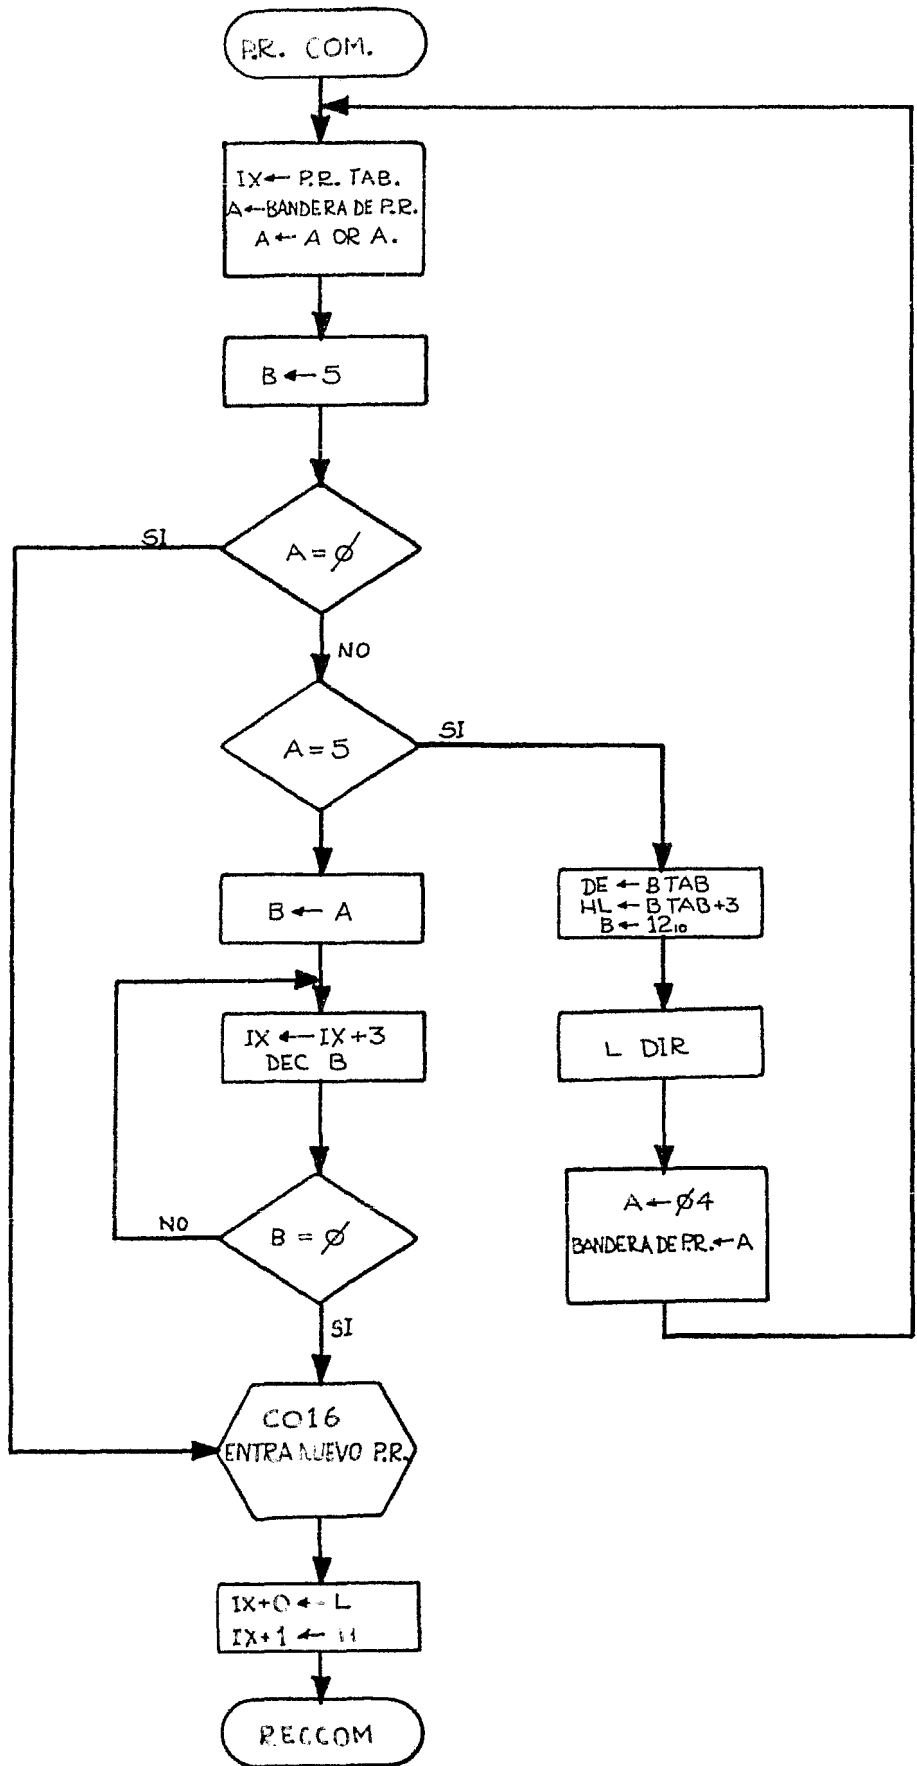 P.R. COM.
IX ← P.R. TAB.
A ← BANDERA DE P.R.
A ← A OR A.
B ← 5
A = Ø
SI
NO
A = 5
SI
B ← A
DE ← B TAB
HL ← B TAB+3
B ← 12₁₀
IX ← IX+3
DEC B
L DIR
B = Ø
NO
SI
A ← Ø4
BANDERA DE P.R. ← A
CO16
ENTRA NUEVO P.R.
IX+0 ← L
IX+1 ← H
RECCOM